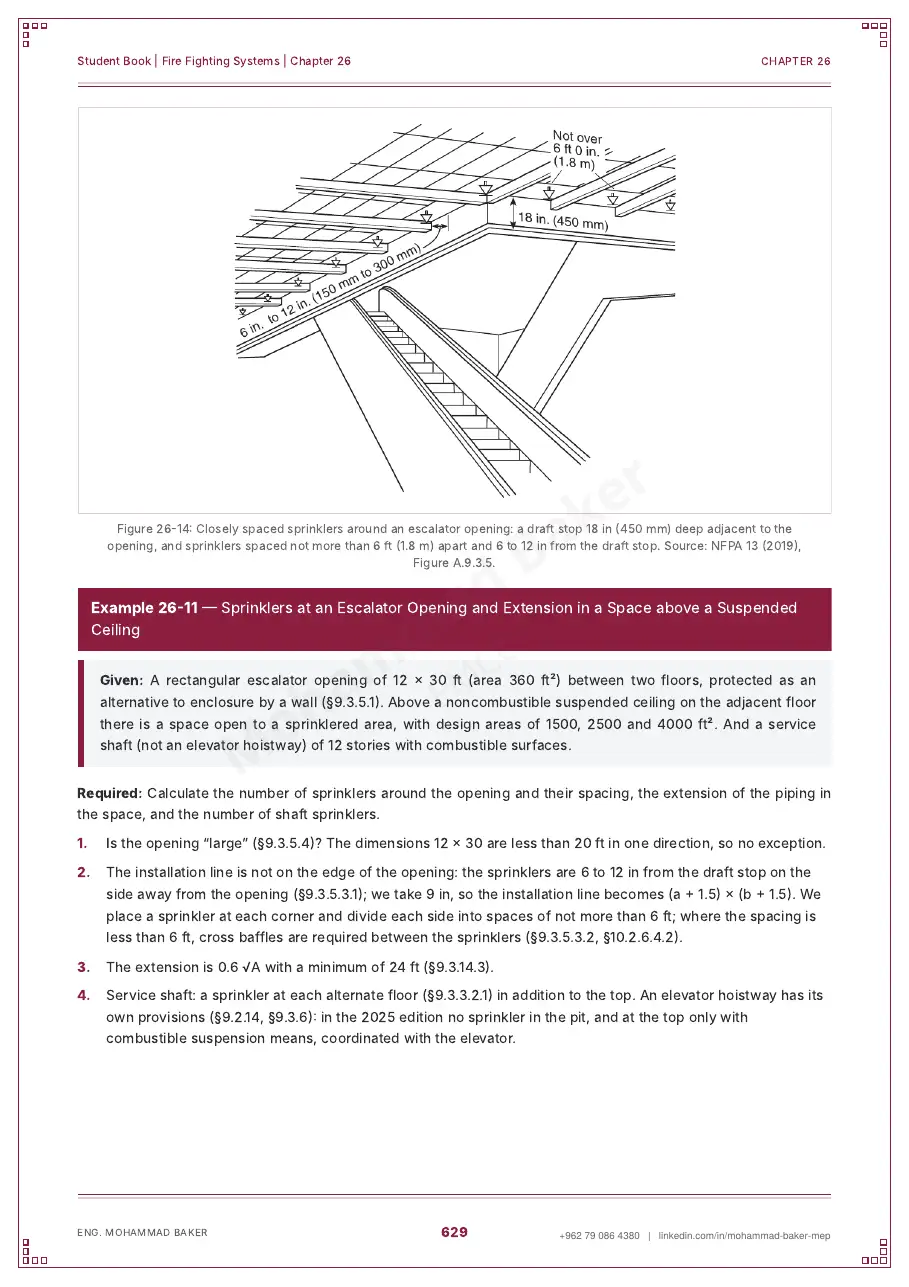 Student Book | Fire Fighting Systems | Chapter 26
CHAPTER 26
Not over
6 ft 0 in.
(1.8 m)
18 in. (450 mm)
6 in. to 12 in. (150 mm to 300 mm)
Figure 26-14: Closely spaced sprinklers around an escalator opening: a draft stop 18 in (450 mm) deep adjacent to the
opening, and sprinklers spaced not more than 6 ft (1.8 m) apart and 6 to 12 in from the draft stop. Source: NFPA 13 (2019),
Figure A.9.3.5.
Example 26-11 — Sprinklers at an Escalator Opening and Extension in a Space above a Suspended
Ceiling
Given: A rectangular escalator opening of 12 × 30 ft (area 360 ft²) between two floors, protected as an
alternative to enclosure by a wall (§9.3.5.1). Above a noncombustible suspended ceiling on the adjacent floor
there is a space open to a sprinklered area, with design areas of 1500, 2500 and 4000 ft². And a service
shaft (not an elevator hoistway) of 12 stories with combustible surfaces.
Required: Calculate the number of sprinklers around the opening and their spacing, the extension of the piping in
the space, and the number of shaft sprinklers.
1. Is the opening “large” (§9.3.5.4)? The dimensions 12 × 30 are less than 20 ft in one direction, so no exception.
2. The installation line is not on the edge of the opening: the sprinklers are 6 to 12 in from the draft stop on the
side away from the opening (§9.3.5.3.1); we take 9 in, so the installation line becomes (a + 1.5) × (b + 1.5). We
place a sprinkler at each corner and divide each side into spaces of not more than 6 ft; where the spacing is
less than 6 ft, cross baffles are required between the sprinklers (§9.3.5.3.2, §10.2.6.4.2).
3. The extension is 0.6 √A with a minimum of 24 ft (§9.3.14.3).
4. Service shaft: a sprinkler at each alternate floor (§9.3.3.2.1) in addition to the top. An elevator hoistway has its
own provisions (§9.2.14, §9.3.6): in the 2025 edition no sprinkler in the pit, and at the top only with
combustible suspension means, coordinated with the elevator.
ENG. MOHAMMAD BAKER
629
+962 79 086 4380 | linkedin.com/in/mohammad-baker-mep